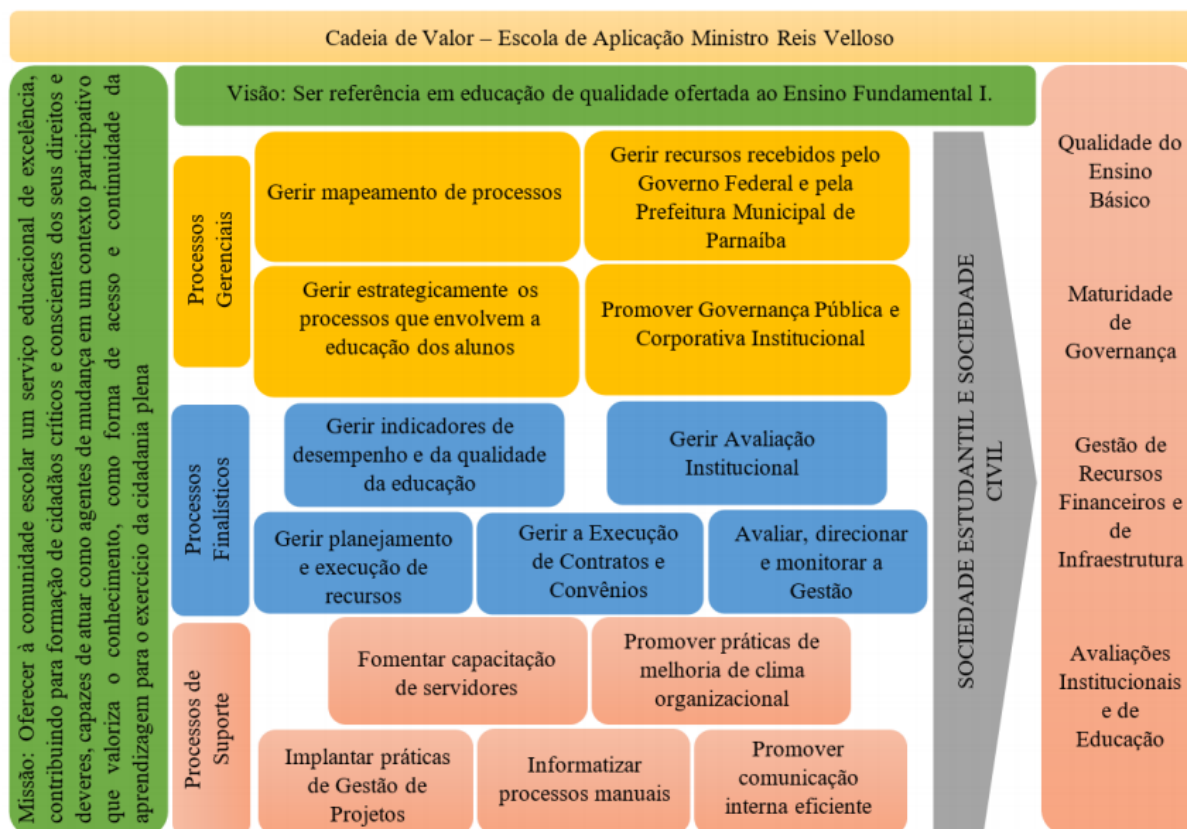 Cadeia de Valor – Escola de Aplicação Ministro Reis Velloso
Missão: Oferecer à comunidade escolar um serviço educacional de excelência,
contribuindo para formação de cidadãos críticos e conscientes dos seus direitos e
deveres, capazes de atuar como agentes de mudança em um contexto participativo
que valoriza o conhecimento, como forma de acesso e continuidade da
aprendizagem para o exercício da cidadania plena
Visão: Ser referência em educação de qualidade ofertada ao Ensino Fundamental I.
Processos
Gerenciais
Gerir mapeamento de processos
Gerir recursos recebidos pelo
Governo Federal e pela
Prefeitura Municipal de
Parnaíba
Gerir estrategicamente os
processos que envolvem a
educação dos alunos
Promover Governança Pública e
Corporativa Institucional
Processos
Finalísticos
Gerir indicadores de
desempenho e da qualidade
da educação
Gerir Avaliação
Institucional
Gerir planejamento
e execução de
recursos
Gerir a Execução
de Contratos e
Convênios
Avaliar, direcionar
e monitorar a
Gestão
Processos de
Suporte
Fomentar capacitação
de servidores
Promover práticas de
melhoria de clima
organizacional
Implantar práticas
de Gestão de
Projetos
Informatizar
processos manuais
Promover
comunicação
interna eficiente
SOCIEDADE ESTUDANTIL E SOCIEDADE
CIVIL
Qualidade do
Ensino
Básico
Maturidade
de
Governança
Gestão de
Recursos
Financeiros e
de
Infraestrutura
Avaliações
Institucionais
e de
Educação